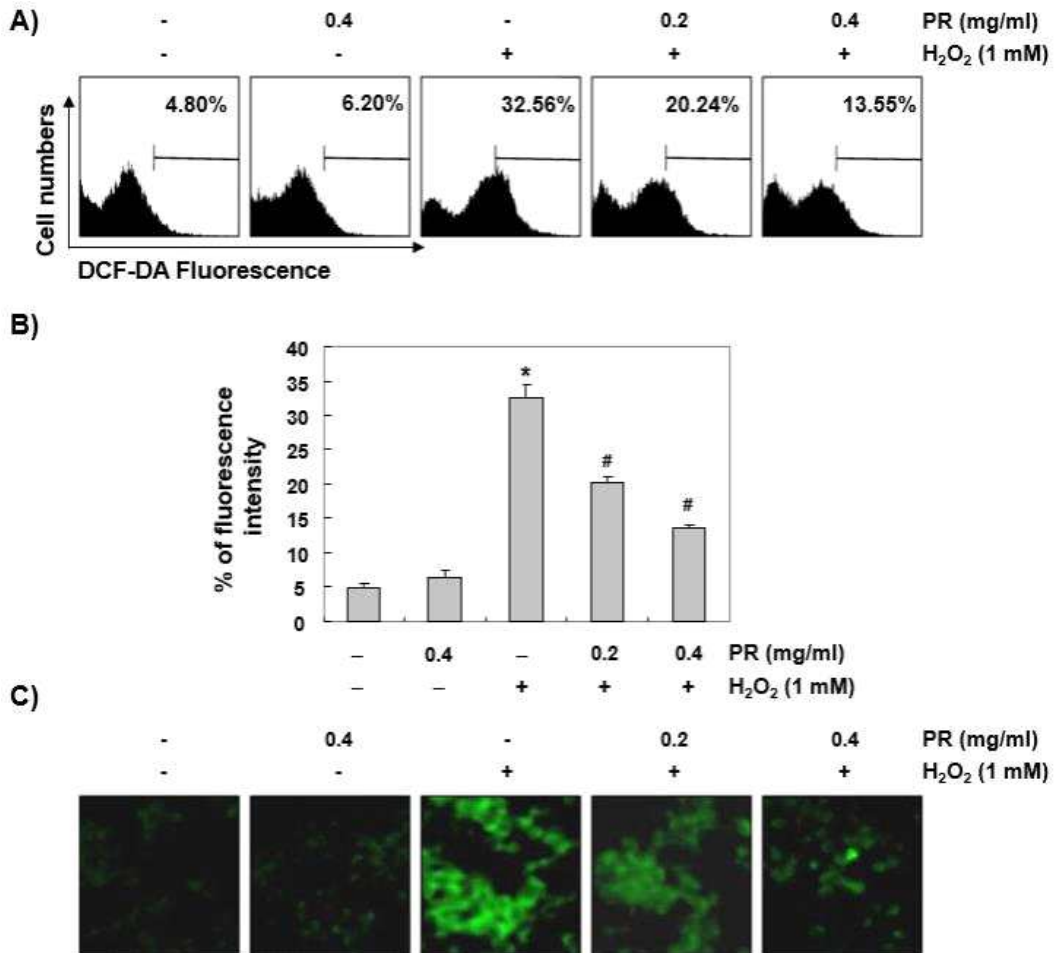 A)
- 0.4 - 0.2 0.4 PR (mg/ml)
- - + + + H₂O₂ (1 mM)
4.80% 6.20% 32.56% 20.24% 13.55%
Cell numbers
DCF-DA Fluorescence
B)
% of fluorescence
intensity
40
35
30
25
20
15
10
5
0
*
#
#
– 0.4 – 0.2 0.4 PR (mg/ml)
– – + + + H₂O₂ (1 mM)
C)
- 0.4 - 0.2 0.4 PR (mg/ml)
- - + + + H₂O₂ (1 mM)